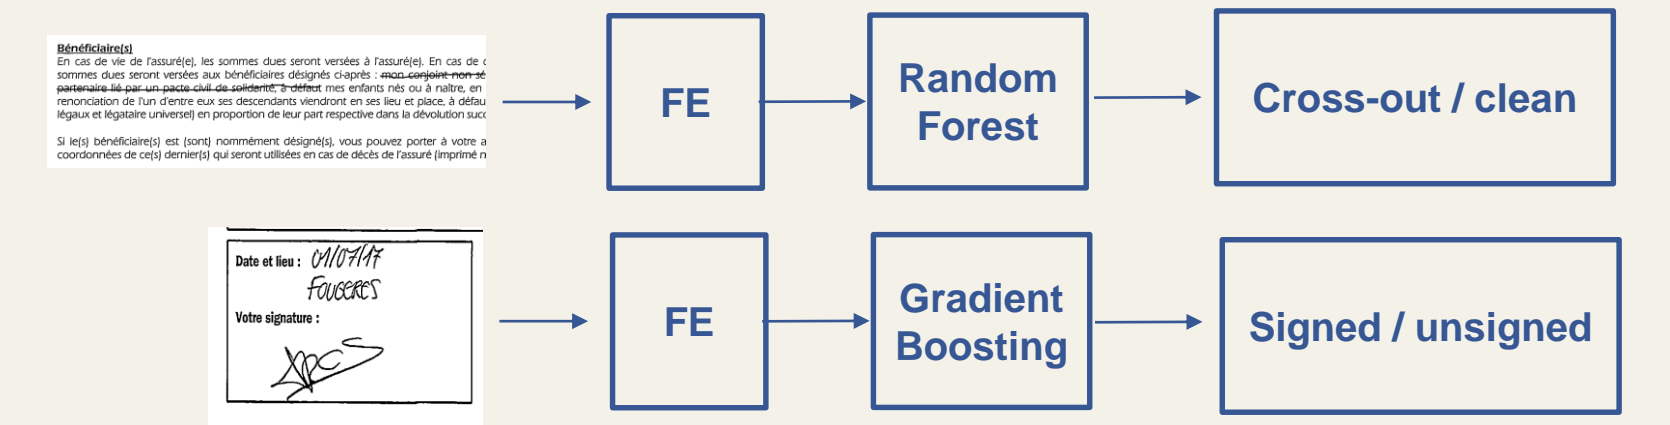 Bénéficiaire(s)
En cas de vie de l'assuré(e), les sommes dues seront versées à l'assuré(e). En cas de
sommes dues seront versées aux bénéficiaires désignés ci-après : mon conjoint non sé
partenaire lié par un pacte civil de solidarité, à défaut mes enfants nés ou à naître, en
renonciation de l'un d'entre eux ses descendants viendront en ses lieu et place, à défau
légaux et légataire universel) en proportion de leur part respective dans la dévolution succ
Si le(s) bénéficiaire(s) est (sont) nommément désigné(s), vous pouvez porter à votre a
coordonnées de ce(s) dernier(s) qui seront utilisées en cas de décès de l'assuré (imprimé n
FE
Random
Forest
Cross-out / clean
Date et lieu : 01/07/17
FOUGERES
Votre signature :
FE
Gradient
Boosting
Signed / unsigned